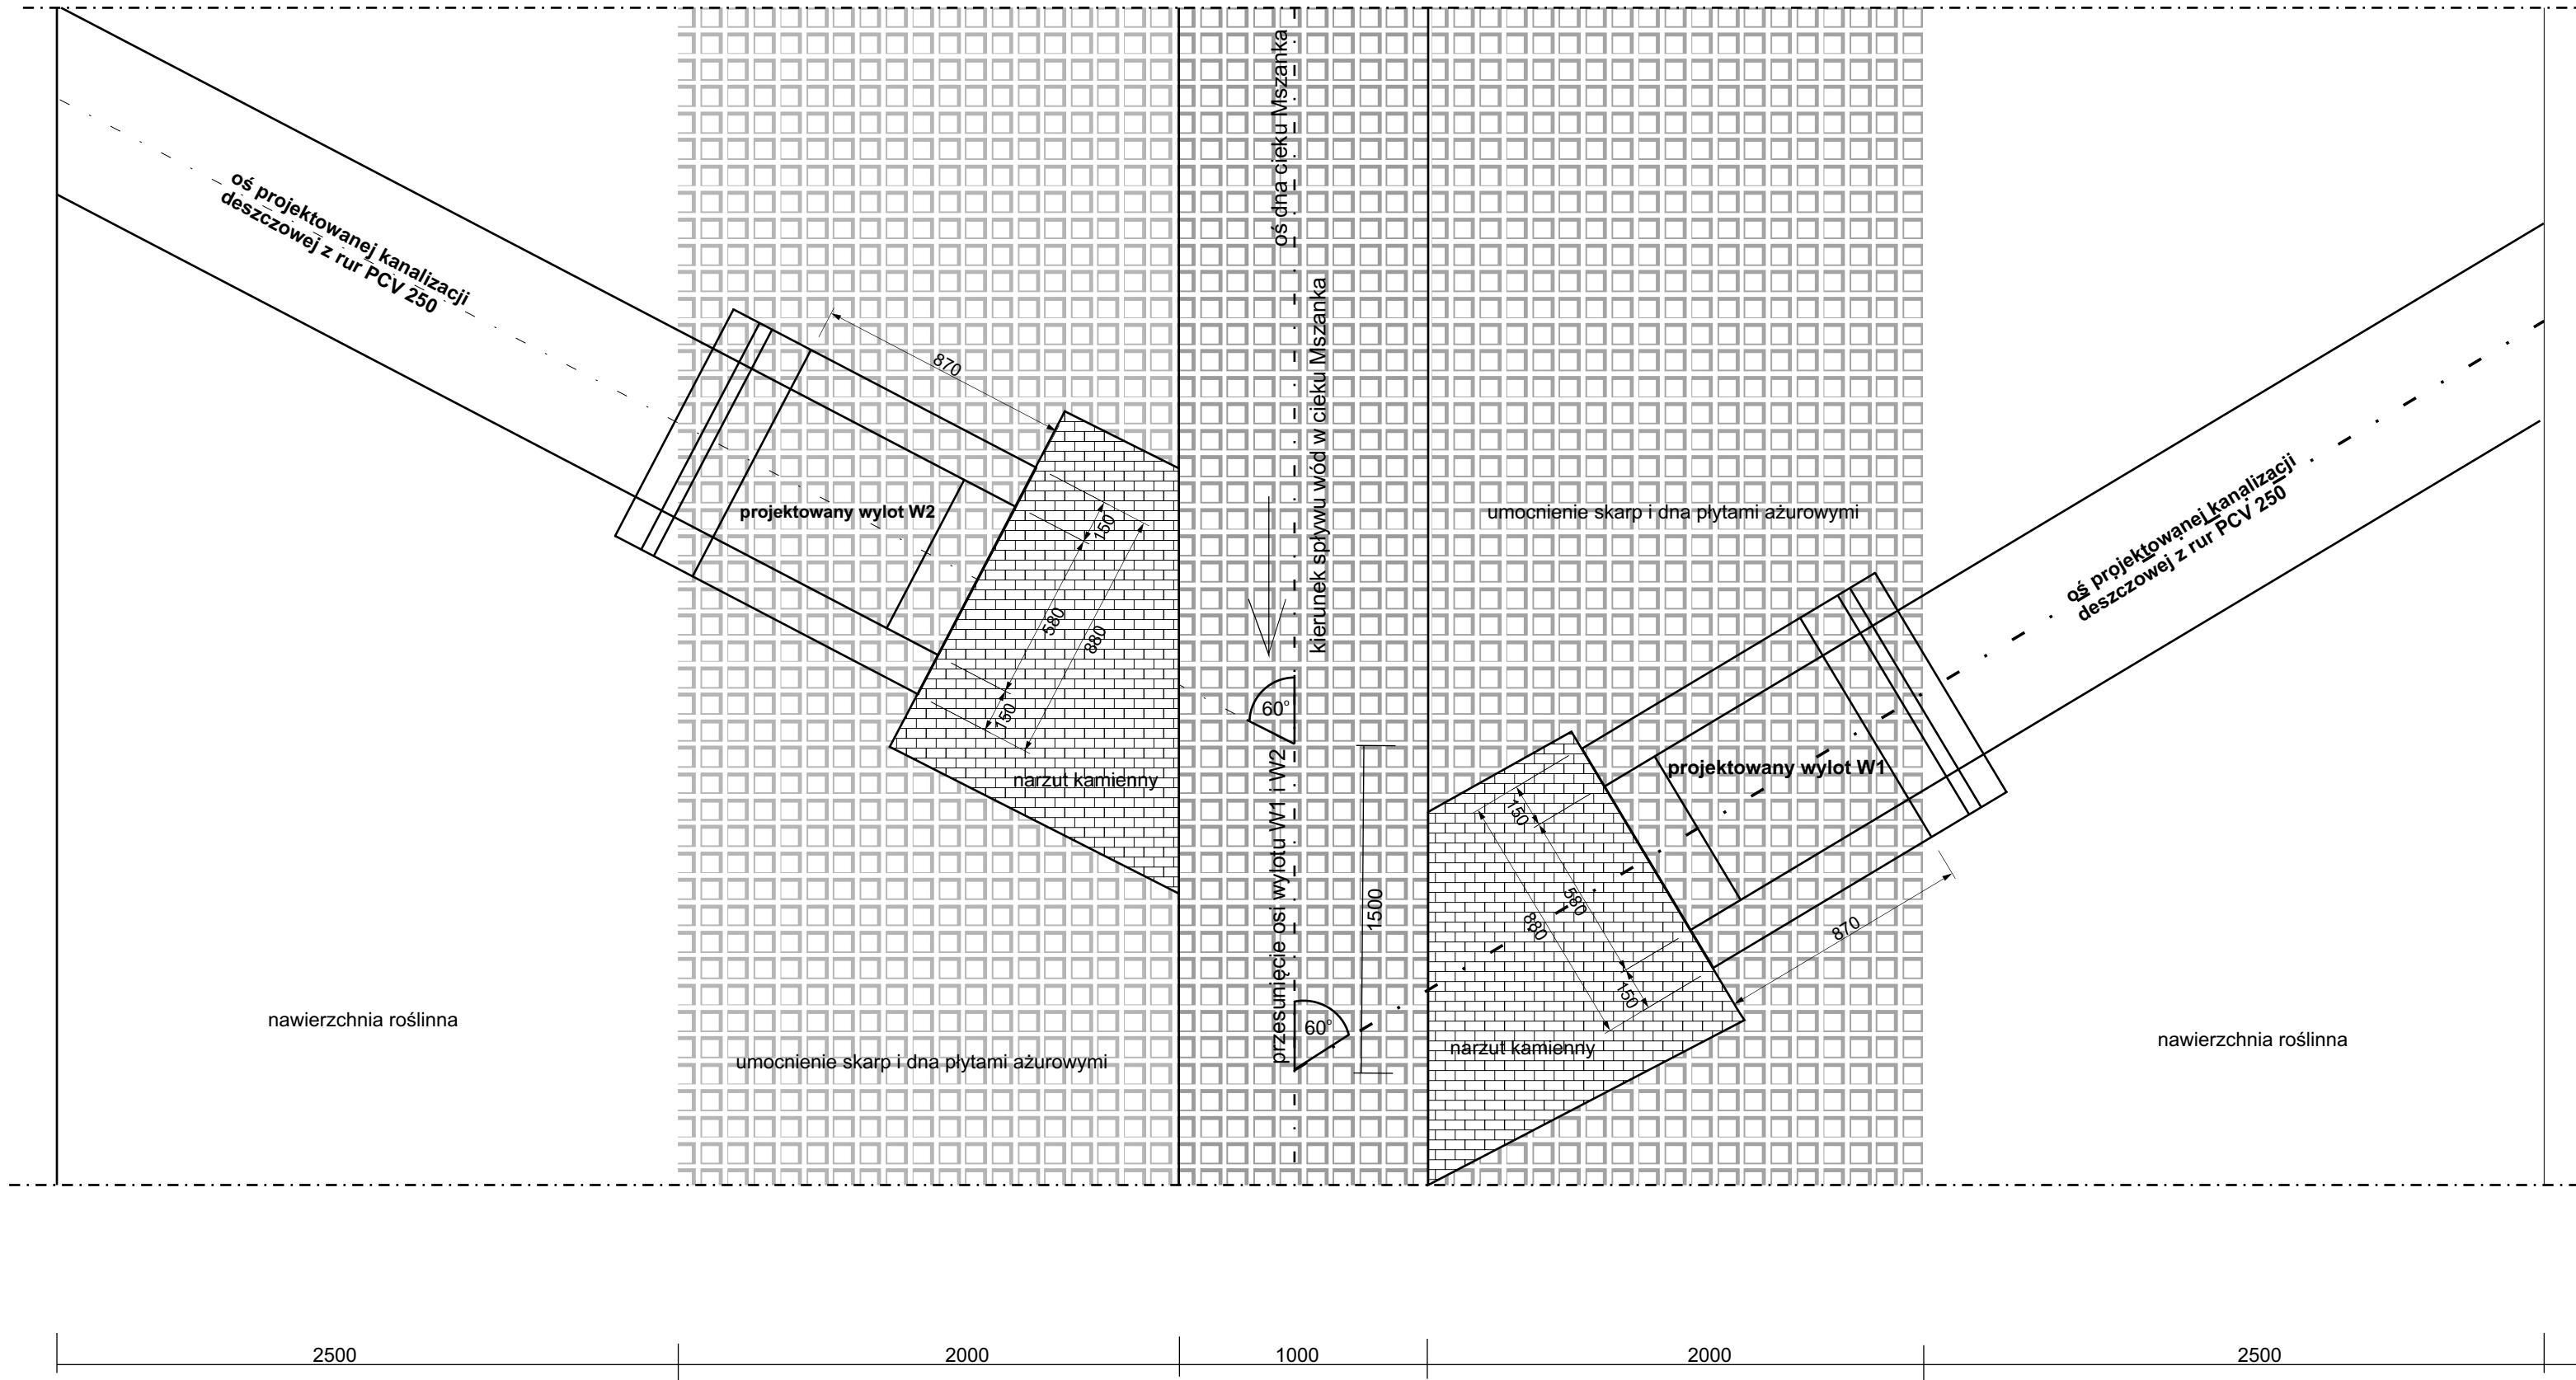 oś projektowanej kanalizacji
deszczowej z rur PCV 250
870
projektowany wylot W2
150
580
880
150
narzut kamienny
nawierzchnia roślinna
umocnienie skarp i dna płytami ażurowymi
oś dna cieku Mszanka
kierunek spływu wód w cieku Mszanka
60°
przesunięcie osi wylotu W1 i W2
1500
60°
umocnienie skarp i dna płytami ażurowymi
oś projektowanej kanalizacji
deszczowej z rur PCV 250
projektowany wylot W1
150
580
880
150
870
narzut kamienny
nawierzchnia roślinna
2500
2000
1000
2000
2500